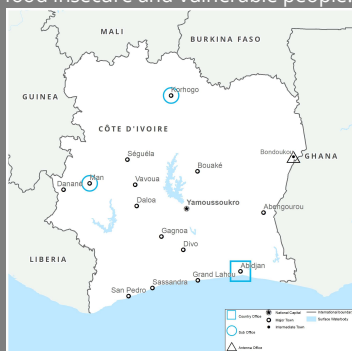 food insecure and vulnerable people.
MALI
BURKINA FASO
GUINEA
Korhogo
CÔTE D'IVOIRE
Bondoukou
GHANA
Séguéla
Bouaké
Man
Danané
Vavoua
Daloa
Yamoussoukro
Abengourou
Gagnoa
Divo
LIBERIA
Abidjan
Grand Lahou
Sassandra
San Pedro
Country Office
National Capital
International boundary
Major Town
Surface Waterbody
Sub Office
Intermediate Town
Antenna Office